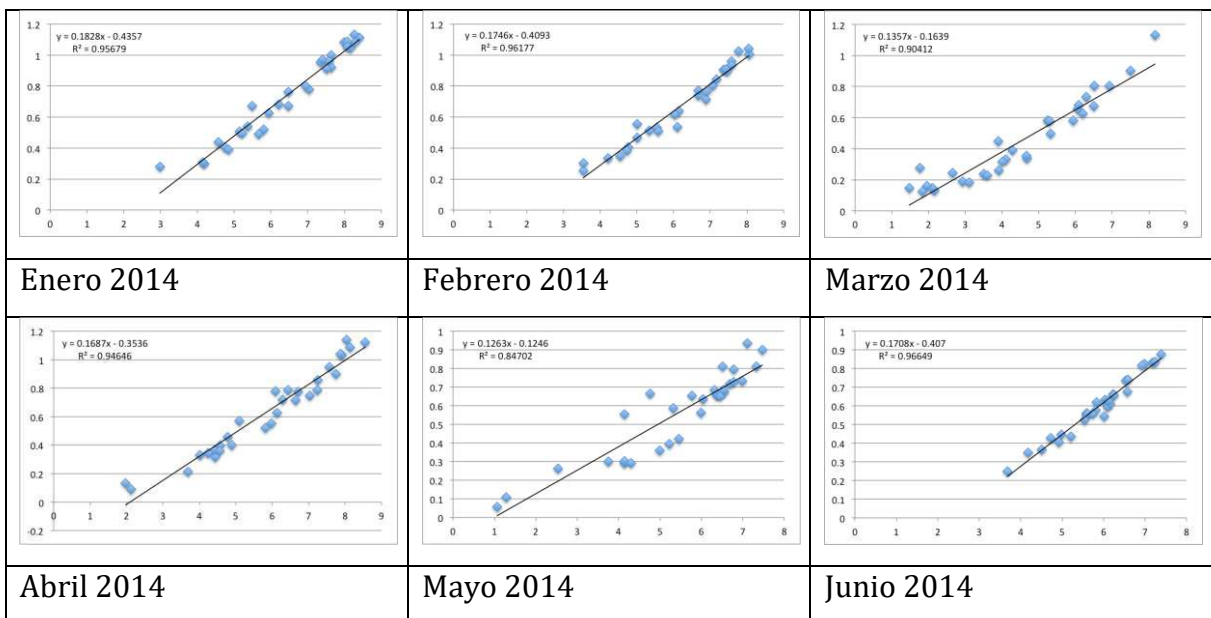 1.2
1
0.8
0.6
0.4
0.2
0
y = 0.1828x - 0.4357
R² = 0.95679
0 1 2 3 4 5 6 7 8 9
1.2
1
0.8
0.6
0.4
0.2
0
y = 0.1746x - 0.4093
R² = 0.96177
0 1 2 3 4 5 6 7 8 9
1.2
1
0.8
0.6
0.4
0.2
0
y = 0.1357x - 0.1639
R² = 0.90412
0 1 2 3 4 5 6 7 8 9
Enero 2014
Febrero 2014
Marzo 2014
1.2
1
0.8
0.6
0.4
0.2
0
-0.2
y = 0.1687x - 0.3536
R² = 0.94646
0 1 2 3 4 5 6 7 8 9
1
0.9
0.8
0.7
0.6
0.5
0.4
0.3
0.2
0.1
0
y = 0.1263x - 0.1246
R² = 0.84702
0 1 2 3 4 5 6 7 8
1
0.9
0.8
0.7
0.6
0.5
0.4
0.3
0.2
0.1
0
y = 0.1708x - 0.407
R² = 0.96649
0 1 2 3 4 5 6 7 8
Abril 2014
Mayo 2014
Junio 2014